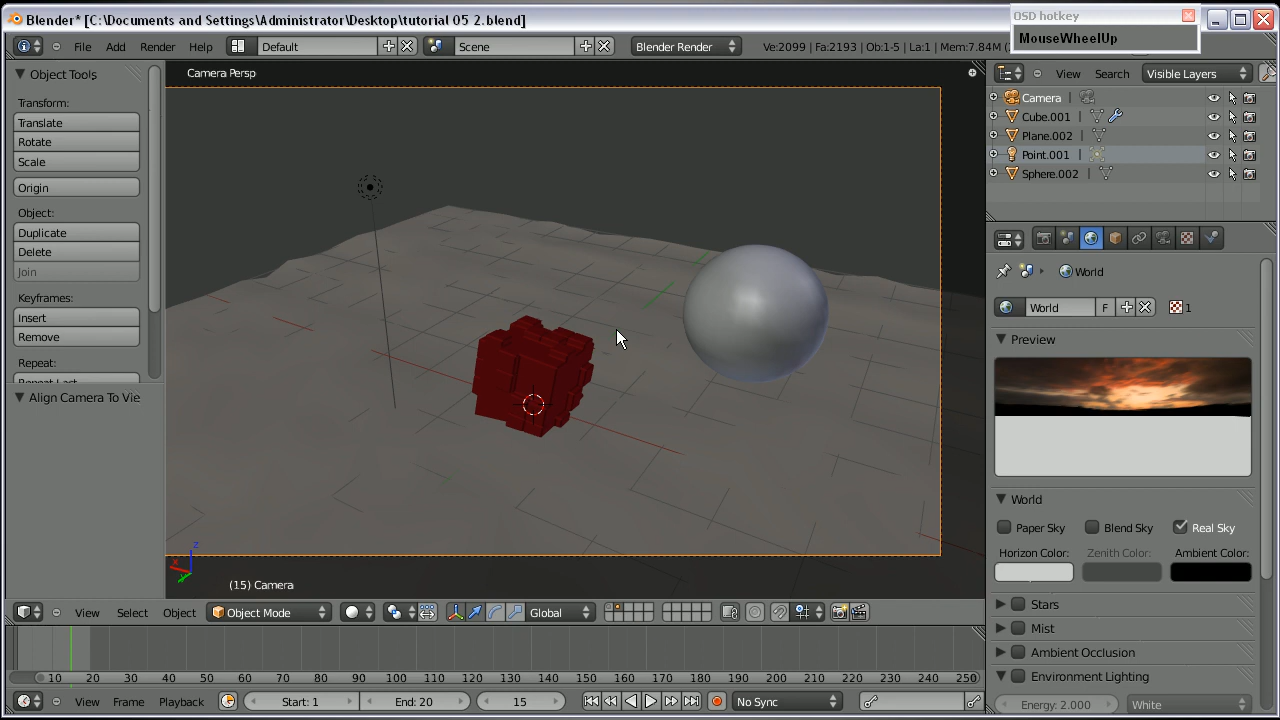 Blender* [C:\Documents and Settings\Administrator\Desktop\tutorial 05 2.blend]
OSD hotkey
MouseWheelUp
File Add Render Help Default Scene Blender Render Ve:2099 | Fa:2193 | Ob:1-5 | La:1 | Mem:7.84M
Object Tools
Transform:
Translate
Rotate
Scale
Origin
Object:
Duplicate
Delete
Join
Keyframes:
Insert
Remove
Repeat:
Repeat Last
Align Camera To Vie
Camera Persp
z
x
y
(15) Camera
View Select Object Object Mode Global
10 20 30 40 50 60 70 80 90 100 110 120 130 140 150 160 170 180 190 200 210 220 230 240 250
View Frame Playback Start: 1 End: 20 15 No Sync
View Search Visible Layers
Camera
Cube.001
Plane.002
Point.001
Sphere.002
World
World F 1
Preview
World
Paper Sky Blend Sky Real Sky
Horizon Color: Zenith Color: Ambient Color:
Stars
Mist
Ambient Occlusion
Environment Lighting
Energy: 2.000 White